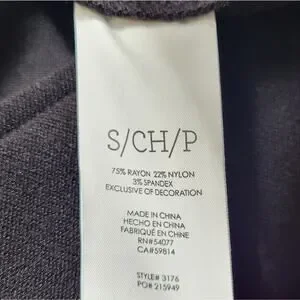 S/CH/P
75% RAYON 22% NYLON
3% SPANDEX
EXCLUSIVE OF DECORATION
MADE IN CHINA
HECHO EN CHINA
FABRIQUÉ EN CHINE
RN#54077
CA#59814
STYLE# 3176
PO# 215949